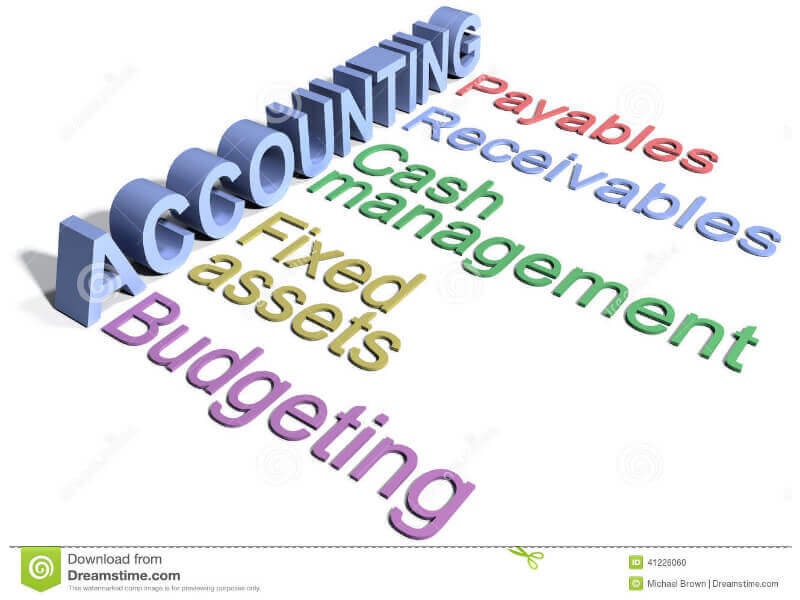 ACCOUNTING
Payables
Receivables
Cash
management
Fixed
assets
Budgeting
Download from
Dreamstime.com
This watermarked comp image is for previewing purposes only.
ID 41226060
Michael Brown | Dreamstime.com